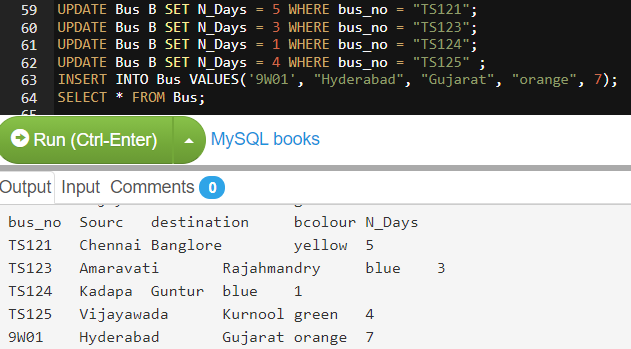 59 UPDATE Bus B SET N_Days = 5 WHERE bus_no = "TS121";
60 UPDATE Bus B SET N_Days = 3 WHERE bus_no = "TS123";
61 UPDATE Bus B SET N_Days = 1 WHERE bus_no = "TS124";
62 UPDATE Bus B SET N_Days = 4 WHERE bus_no = "TS125" ;
63 INSERT INTO Bus VALUES('9W01', "Hyderabad", "Gujarat", "orange", 7);
64 SELECT * FROM Bus;
Run (Ctrl-Enter) MySQL books
Output Input Comments 0
bus_no Sourc destination bcolour N_Days
TS121 Chennai Banglore yellow 5
TS123 Amaravati Rajahmandry blue 3
TS124 Kadapa Guntur blue 1
TS125 Vijayawada Kurnool green 4
9W01 Hyderabad Gujarat orange 7